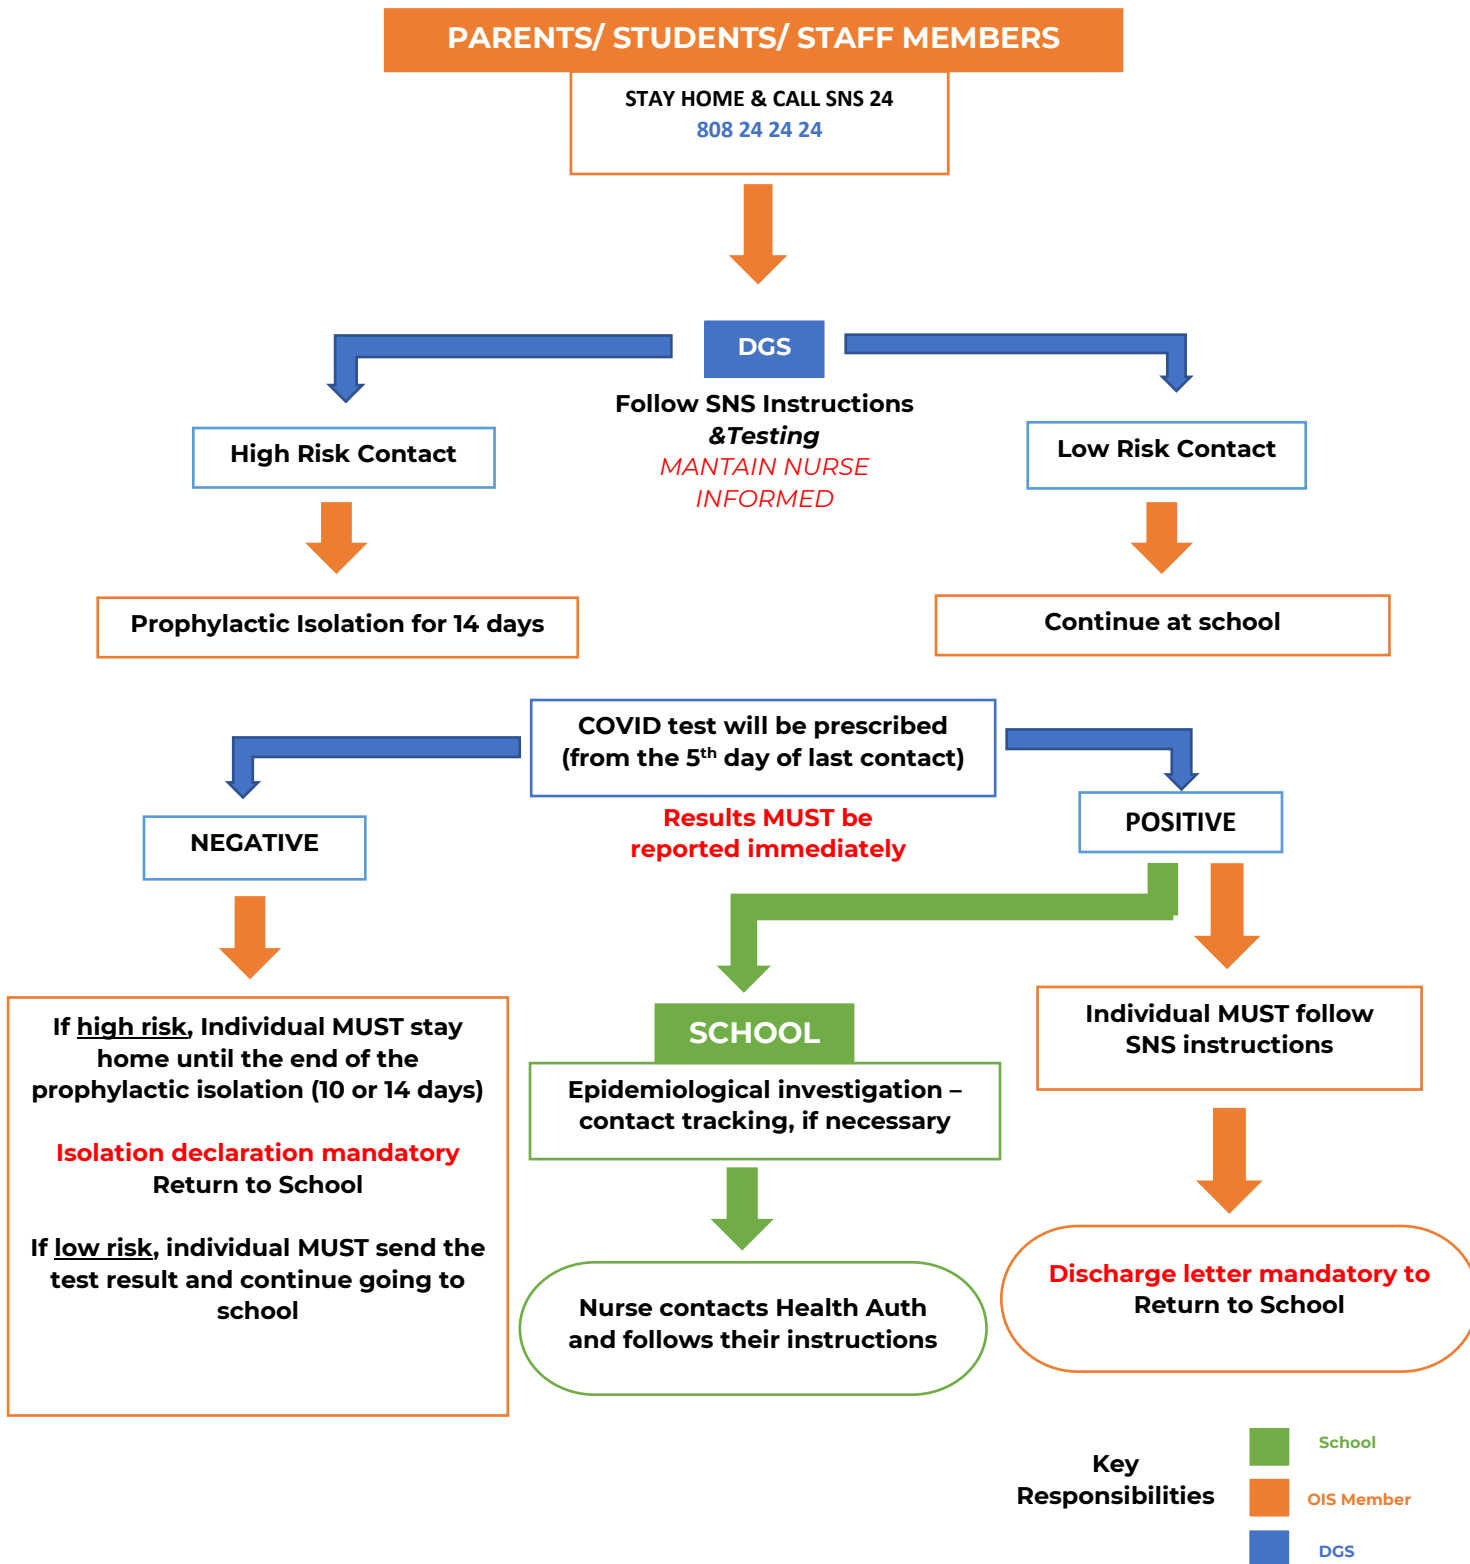 PARENTS/ STUDENTS/ STAFF MEMBERS
STAY HOME & CALL SNS 24
808 24 24 24
DGS
Follow SNS Instructions
&Testing
MANTAIN NURSE
INFORMED
High Risk Contact
Low Risk Contact
Prophylactic Isolation for 14 days
Continue at school
COVID test will be prescribed
(from the 5th day of last contact)
Results MUST be
reported immediately
NEGATIVE
POSITIVE
If high risk, Individual MUST stay
home until the end of the
prophylactic isolation (10 or 14 days)
Isolation declaration mandatory
Return to School
If low risk, individual MUST send the
test result and continue going to
school
SCHOOL
Epidemiological investigation –
contact tracking, if necessary
Nurse contacts Health Auth
and follows their instructions
Individual MUST follow
SNS instructions
Discharge letter mandatory to
Return to School
Key
Responsibilities
School
OIS Member
DGS